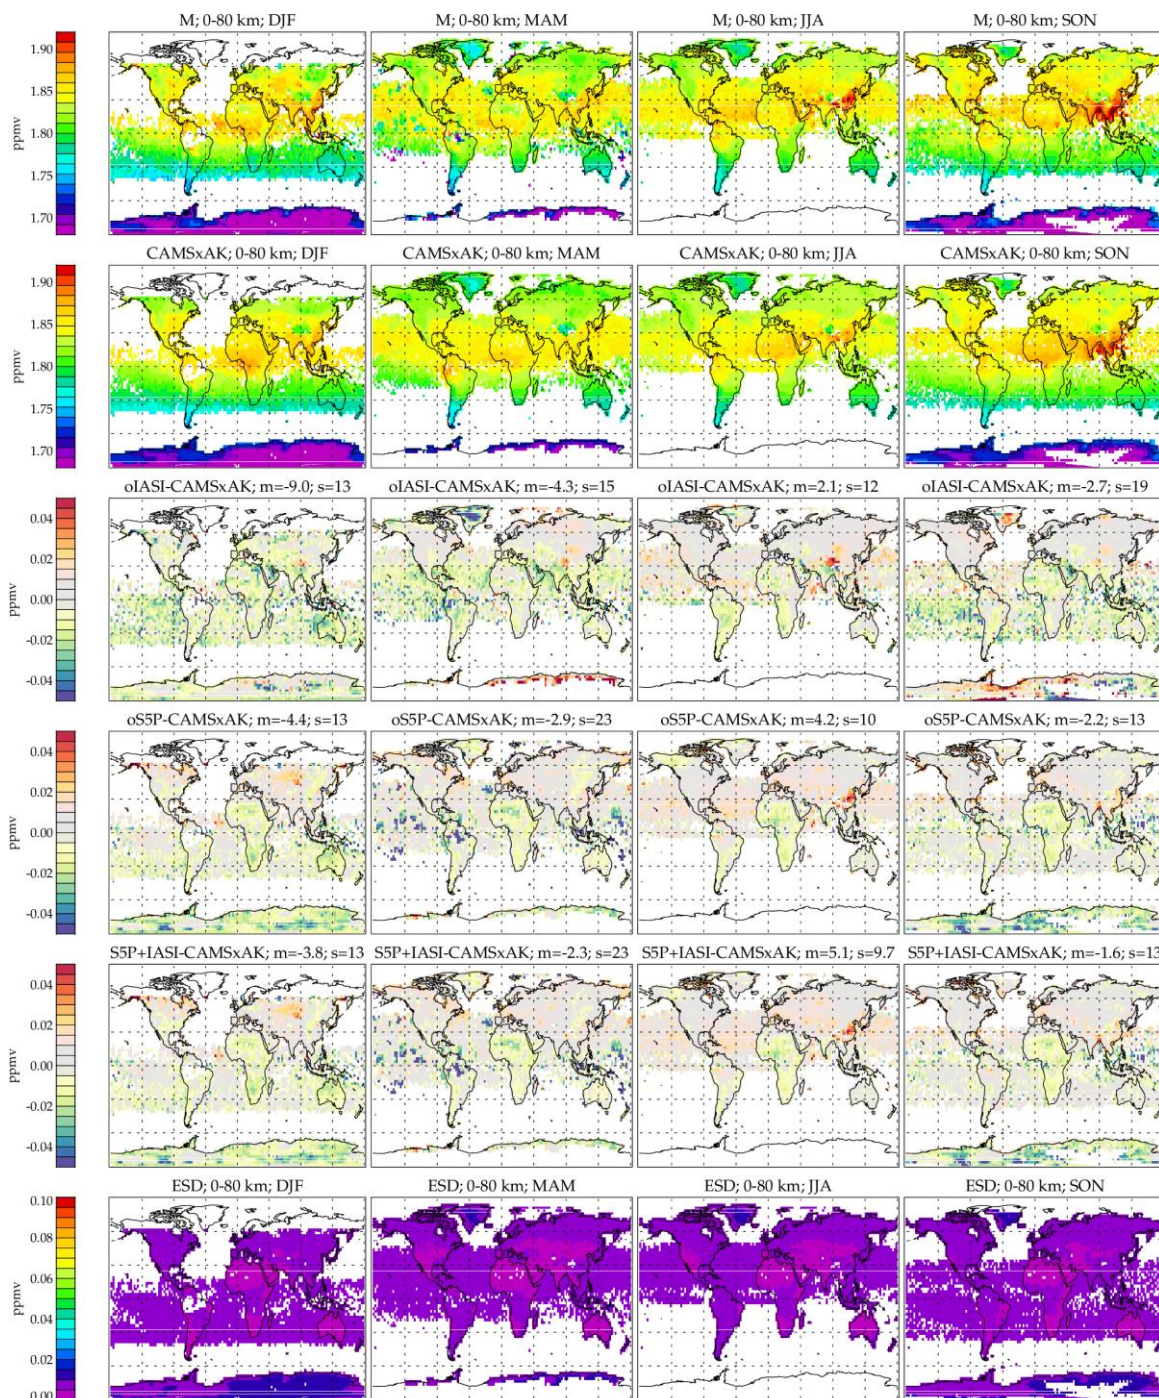 M; 0-80 km; DJF
M; 0-80 km; MAM
M; 0-80 km; JJA
M; 0-80 km; SON
1.90
1.85
1.80
1.75
1.70
ppmv
CAMSxAK; 0-80 km; DJF
CAMSxAK; 0-80 km; MAM
CAMSxAK; 0-80 km; JJA
CAMSxAK; 0-80 km; SON
1.90
1.85
1.80
1.75
1.70
ppmv
oIASI-CAMSxAK; m=-9.0; s=13
oIASI-CAMSxAK; m=-4.3; s=15
oIASI-CAMSxAK; m=2.1; s=12
oIASI-CAMSxAK; m=-2.7; s=19
0.04
0.02
0.00
-0.02
-0.04
ppmv
oS5P-CAMSxAK; m=-4.4; s=13
oS5P-CAMSxAK; m=-2.9; s=23
oS5P-CAMSxAK; m=4.2; s=10
oS5P-CAMSxAK; m=-2.2; s=13
0.04
0.02
0.00
-0.02
-0.04
ppmv
S5P+IASI-CAMSxAK; m=-3.8; s=13
S5P+IASI-CAMSxAK; m=-2.3; s=23
S5P+IASI-CAMSxAK; m=5.1; s=9.7
S5P+IASI-CAMSxAK; m=-1.6; s=13
0.04
0.02
0.00
-0.02
-0.04
ppmv
ESD; 0-80 km; DJF
ESD; 0-80 km; MAM
ESD; 0-80 km; JJA
ESD; 0-80 km; SON
0.10
0.08
0.06
0.04
0.02
0.00
ppmv